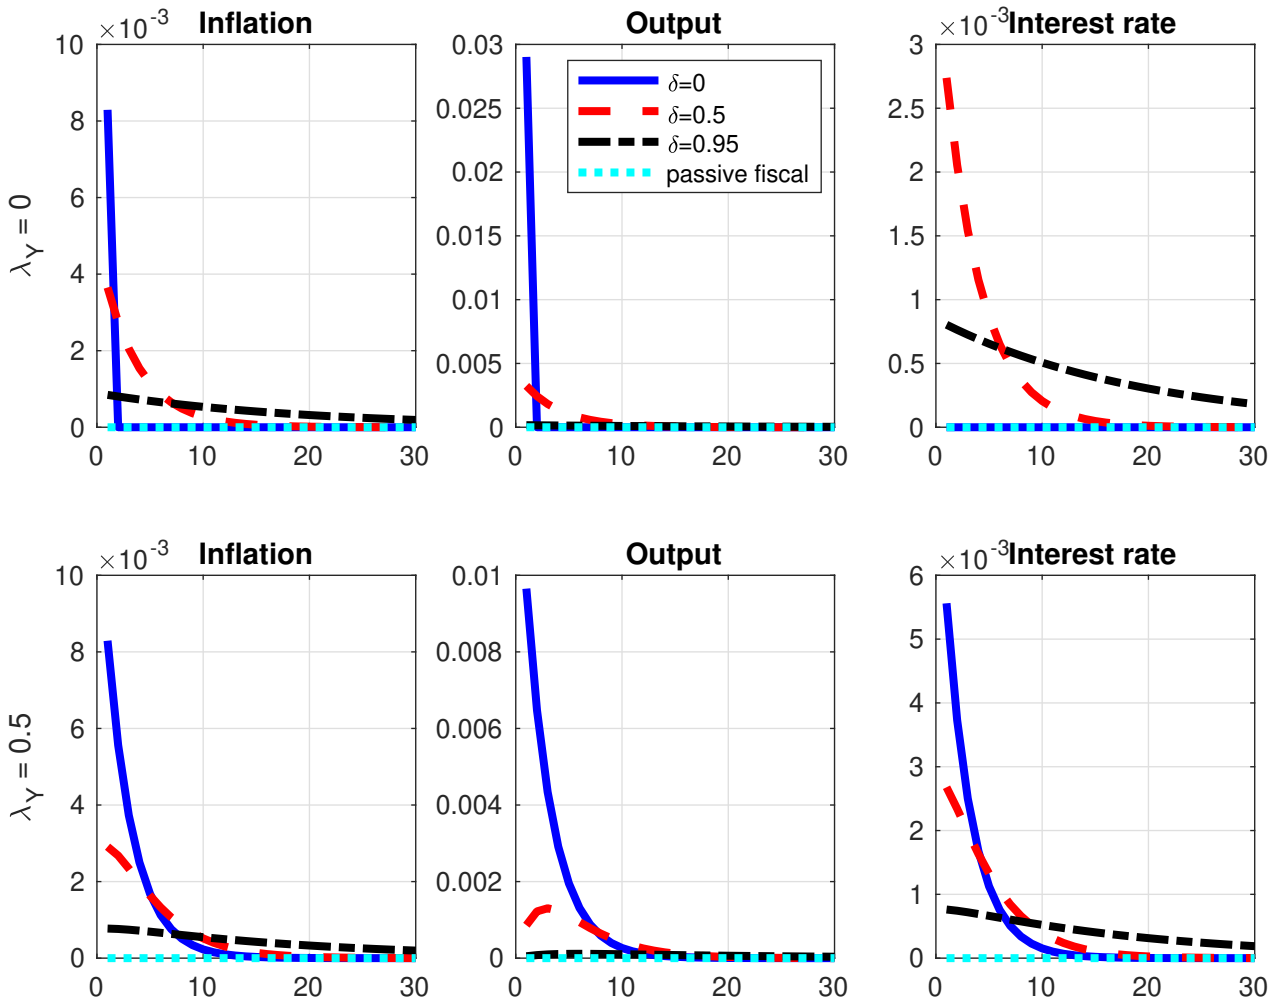 ×10-3 Inflation
10
8
6
4
2
0
0 10 20 30
λY = 0
Output
0.03
0.025
0.02
0.015
0.01
0.005
0
0 10 20 30
δ=0
δ=0.5
δ=0.95
passive fiscal
×10-3 Interest rate
3
2.5
2
1.5
1
0.5
0
0 10 20 30
×10-3 Inflation
10
8
6
4
2
0
0 10 20 30
λY = 0.5
Output
0.01
0.008
0.006
0.004
0.002
0
0 10 20 30
×10-3 Interest rate
6
5
4
3
2
1
0
0 10 20 30